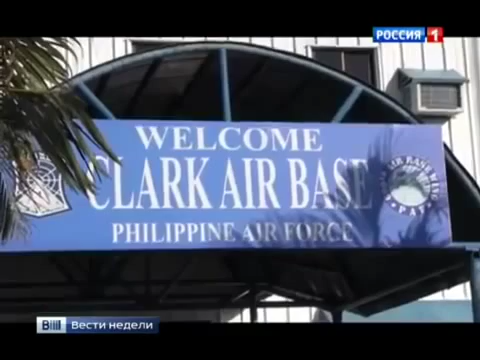 РОССИЯ 1
WELCOME
CLARK AIR BASE
PHILIPPINE AIR FORCE
Вести недели